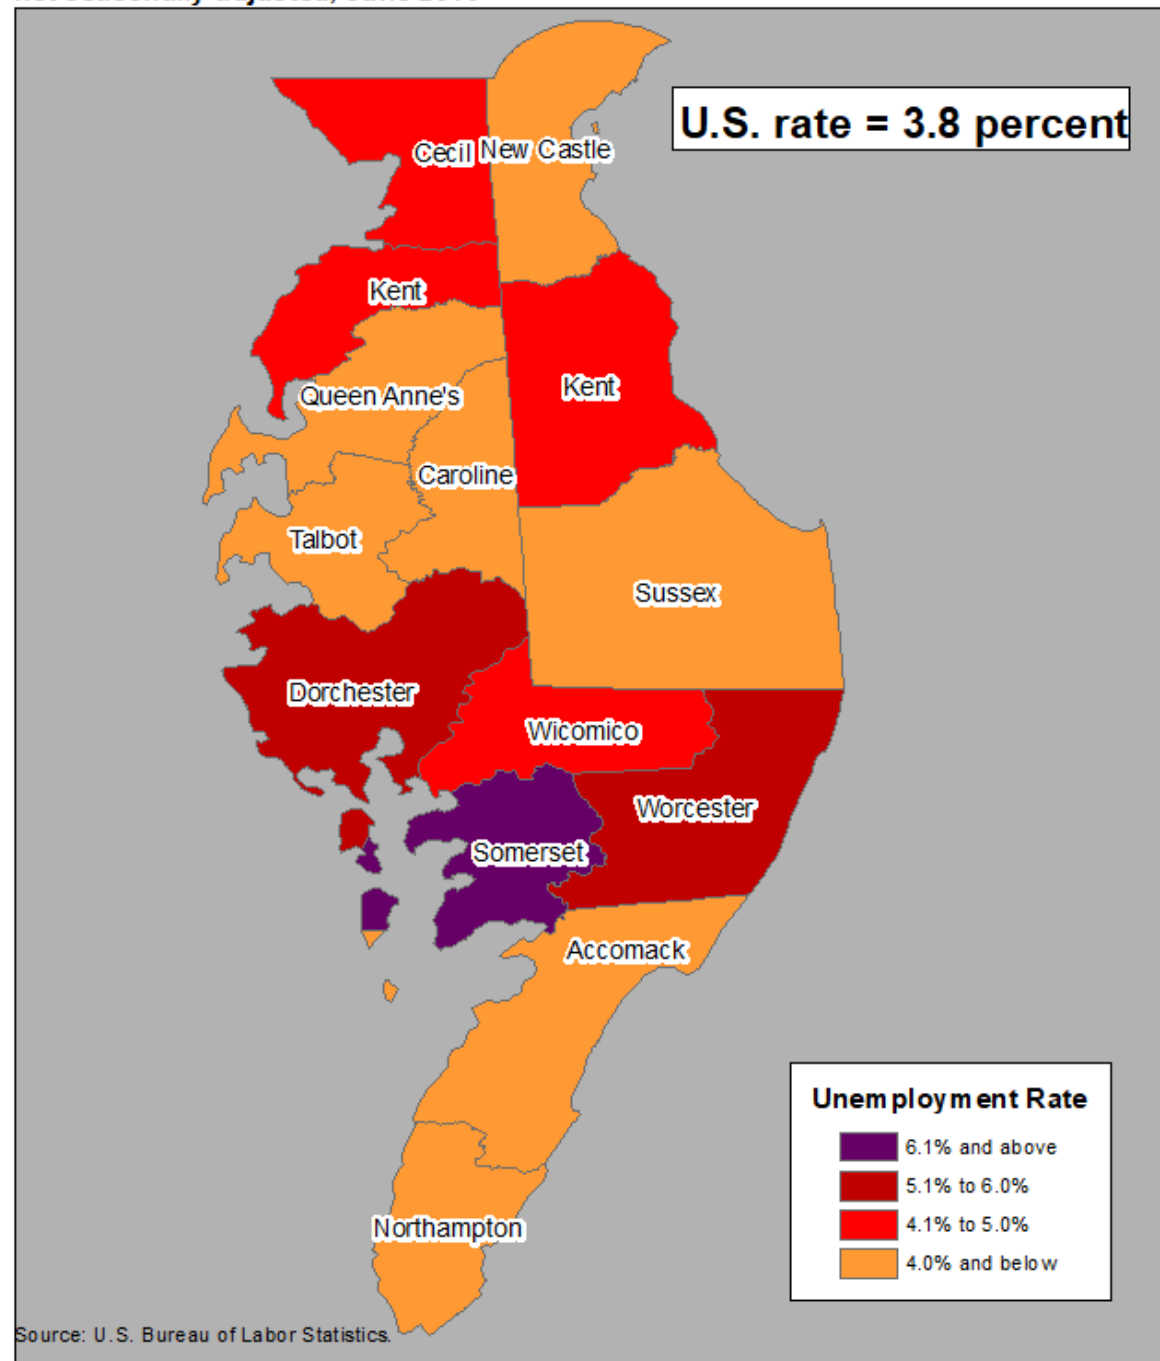 U.S. rate = 3.8 percent
Cecil
New Castle
Kent
Kent
Queen Anne's
Caroline
Talbot
Sussex
Dorchester
Wicomico
Worcester
Somerset
Accomack
Northampton
Unemployment Rate
6.1% and above
5.1% to 6.0%
4.1% to 5.0%
4.0% and below
Source: U.S. Bureau of Labor Statistics.